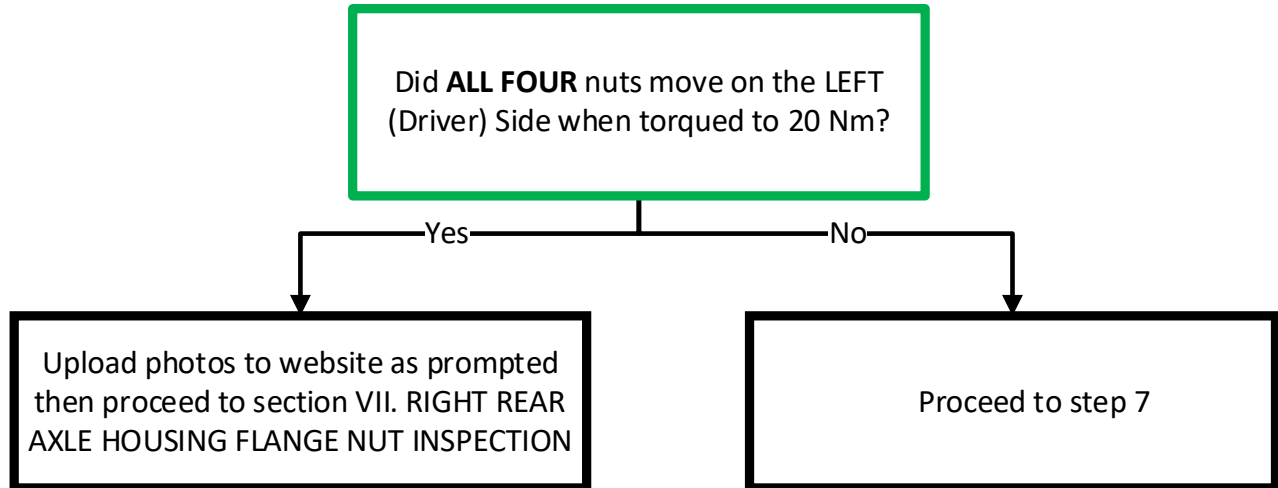 Did ALL FOUR nuts move on the LEFT
(Driver) Side when torqued to 20 Nm?
Yes
No
Upload photos to website as prompted
then proceed to section VII. RIGHT REAR
AXLE HOUSING FLANGE NUT INSPECTION
Proceed to step 7